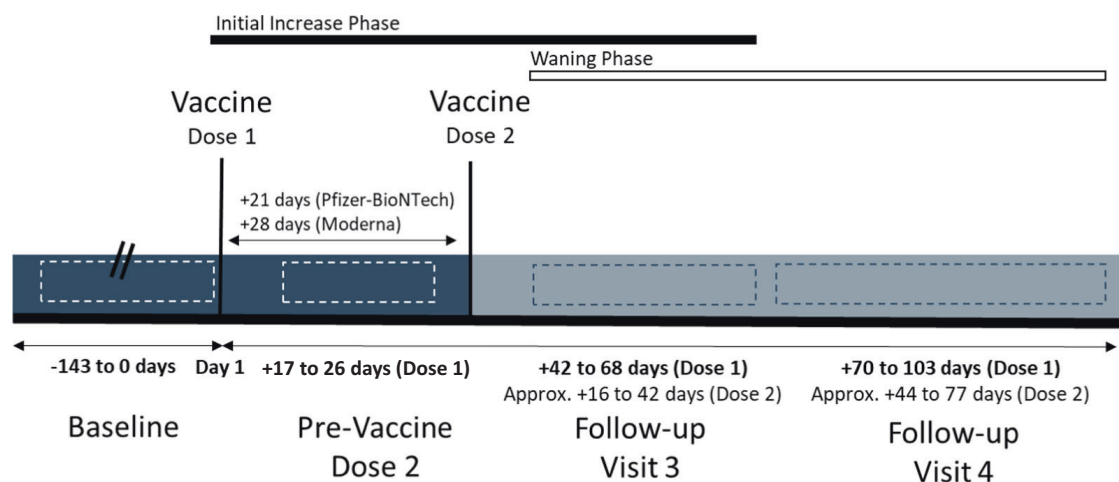 Initial Increase Phase
Waning Phase
Vaccine
Dose 1
Vaccine
Dose 2
+21 days (Pfizer-BioNTech)
+28 days (Moderna)
-143 to 0 days
Day 1
+17 to 26 days (Dose 1)
+42 to 68 days (Dose 1)
Approx. +16 to 42 days (Dose 2)
+70 to 103 days (Dose 1)
Approx. +44 to 77 days (Dose 2)
Baseline
Pre-Vaccine
Dose 2
Follow-up
Visit 3
Follow-up
Visit 4